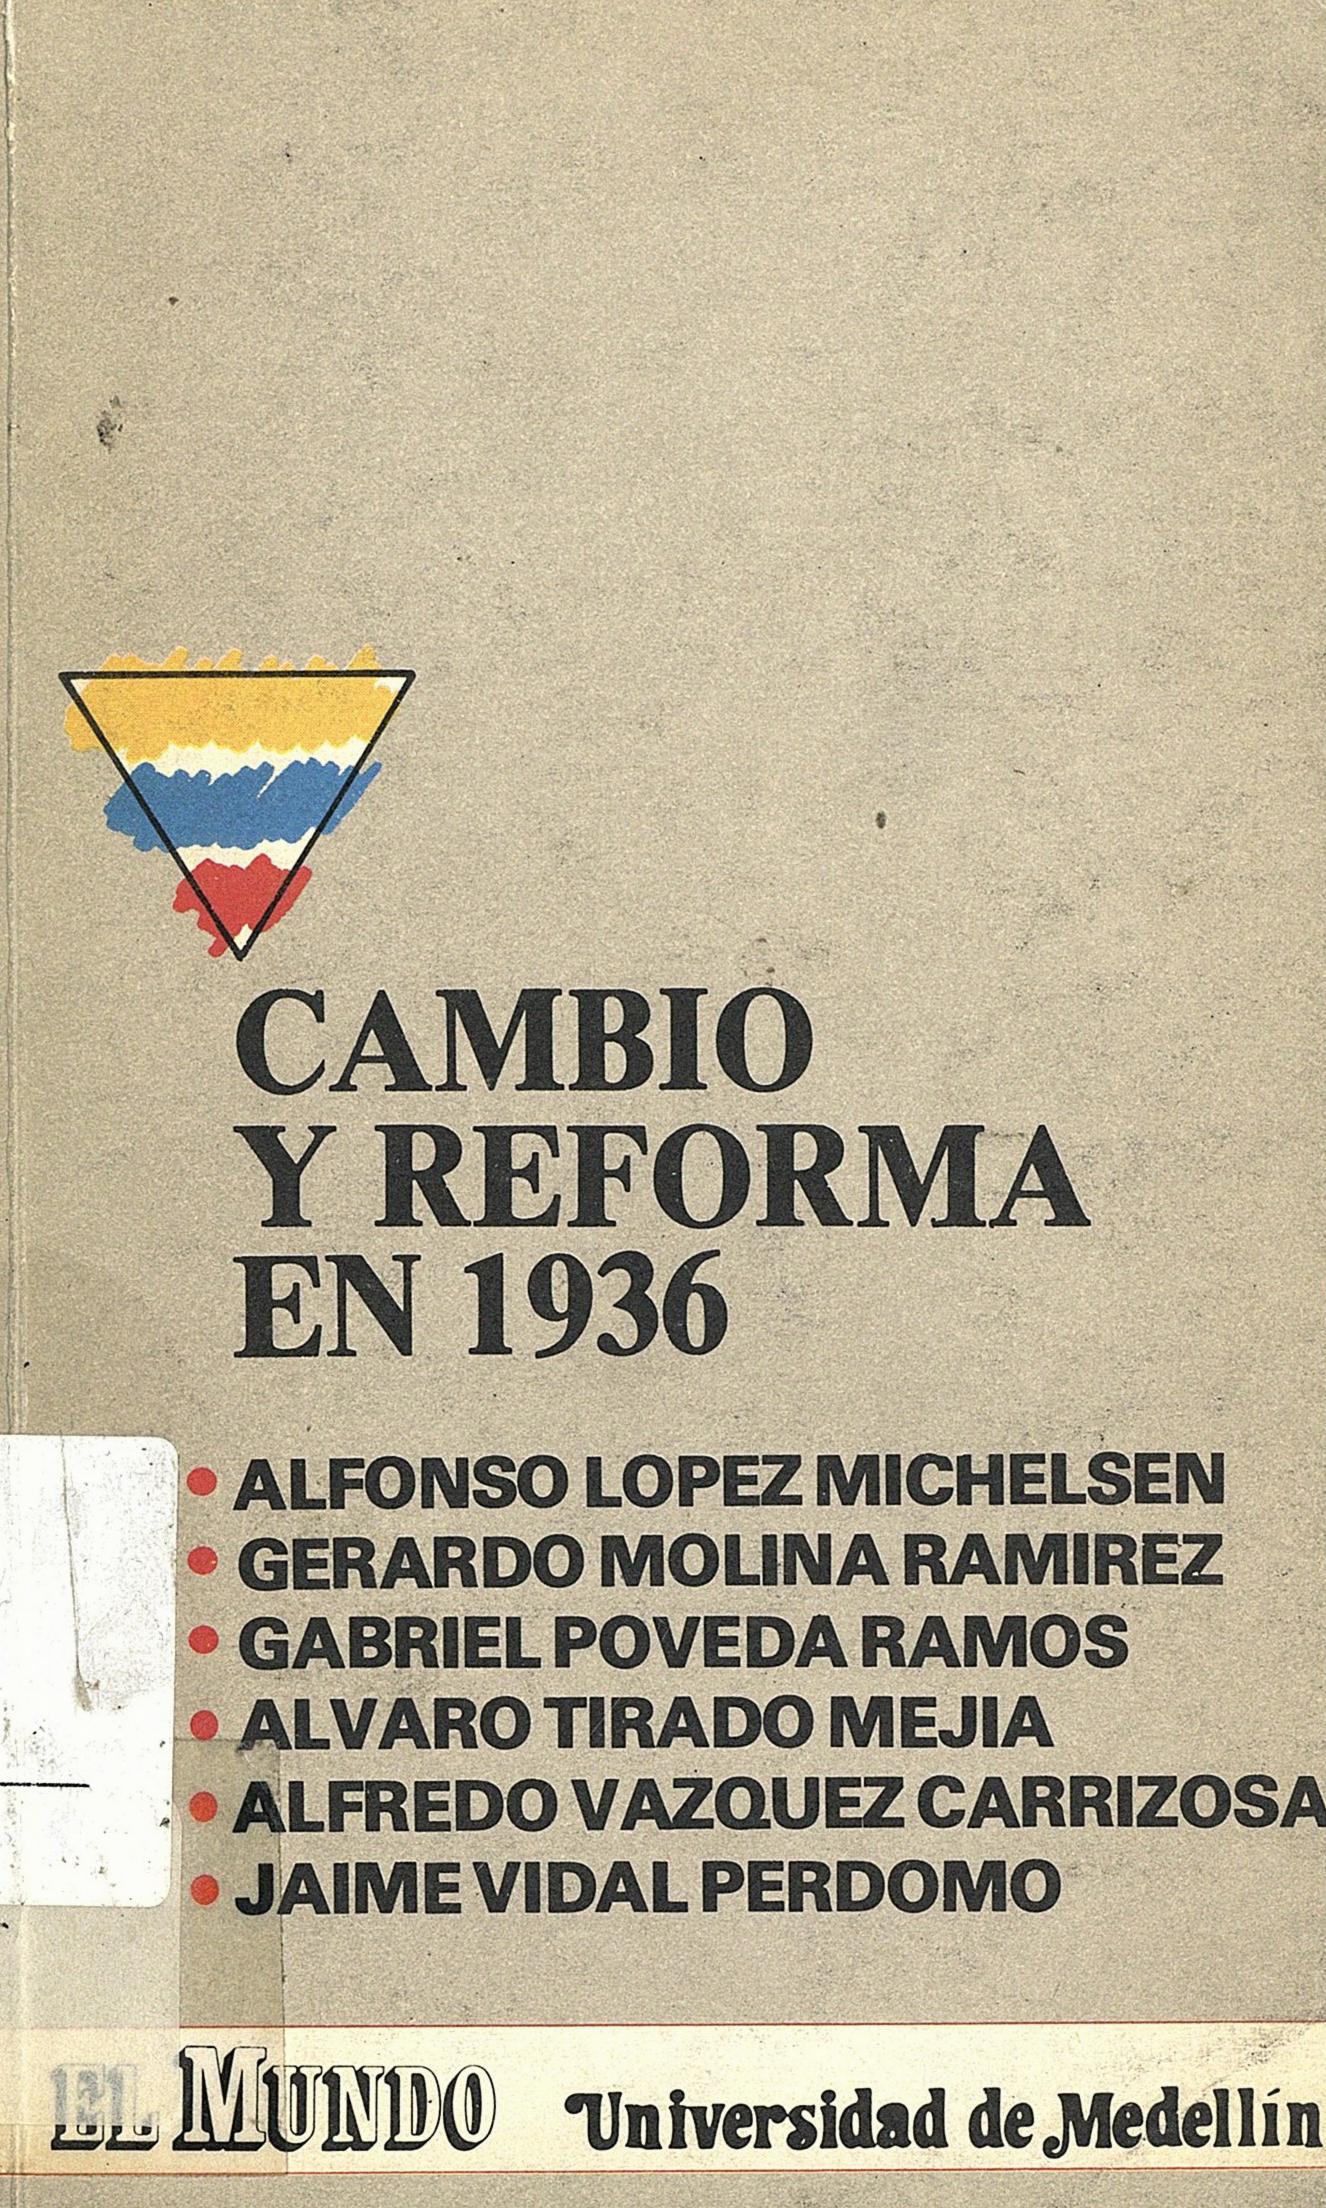 CAMBIO
Y REFORMA
EN 1936
• ALFONSO LOPEZ MICHELSEN
• GERARDO MOLINA RAMIREZ
• GABRIEL POVEDA RAMOS
• ALVARO TIRADO MEJIA
• ALFREDO VAZQUEZ CARRIZOSA
• JAIME VIDAL PERDOMO
EL MUNDO Universidad de Medellín